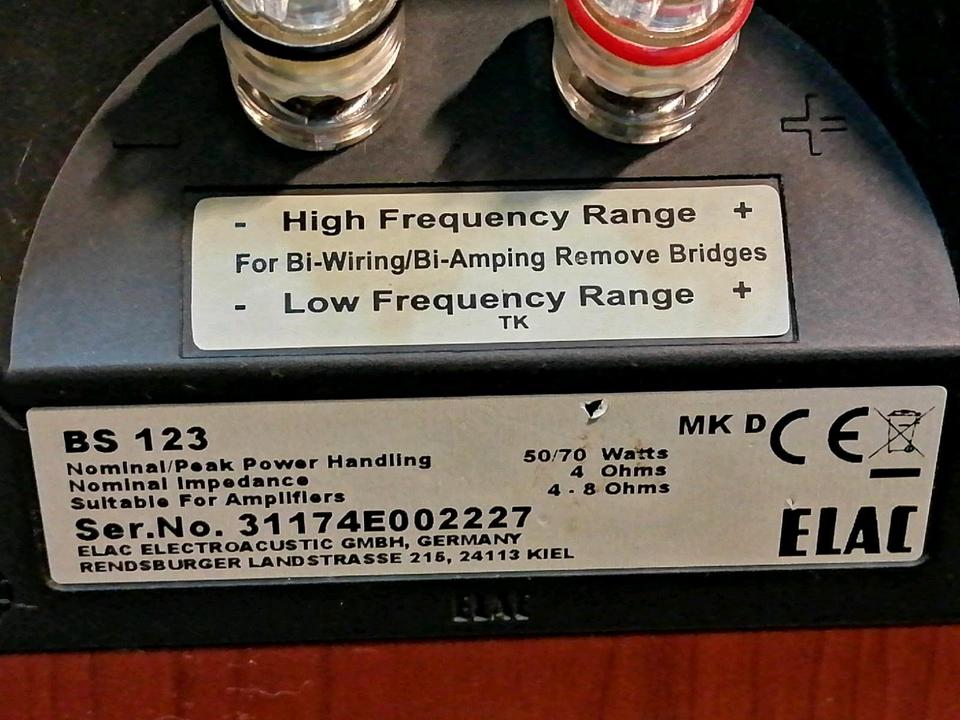 - +
- High Frequency Range +
For Bi-Wiring/Bi-Amping Remove Bridges
- Low Frequency Range +
TK
BS 123 MK D CE
Nominal/Peak Power Handling 50/70 Watts
Nominal Impedance 4 Ohms
Suitable For Amplifiers 4 - 8 Ohms
Ser.No. 31174E002227
ELAC ELECTROACUSTIC GMBH, GERMANY
RENDSBURGER LANDSTRASSE 215, 24113 KIEL
ELAC
ELAC